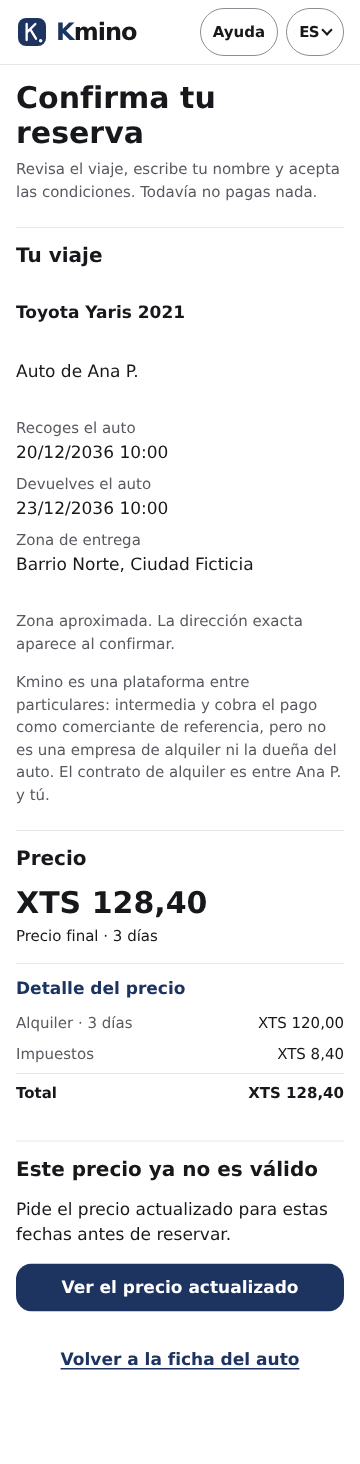 Kmino
Ayuda
ES
Confirma tu
reserva
Revisa el viaje, escribe tu nombre y acepta
las condiciones. Todavía no pagas nada.
Tu viaje
Toyota Yaris 2021
Auto de Ana P.
Recoges el auto
20/12/2036 10:00
Devuelves el auto
23/12/2036 10:00
Zona de entrega
Barrio Norte, Ciudad Ficticia
Zona aproximada. La dirección exacta
aparece al confirmar.
Kmino es una plataforma entre
particulares: intermedia y cobra el pago
como comerciante de referencia, pero no
es una empresa de alquiler ni la dueña del
auto. El contrato de alquiler es entre Ana P.
y tú.
Precio
XTS 128,40
Precio final · 3 días
Detalle del precio
Alquiler · 3 días XTS 120,00
Impuestos XTS 8,40
Total XTS 128,40
Este precio ya no es válido
Pide el precio actualizado para estas
fechas antes de reservar.
Ver el precio actualizado
Volver a la ficha del auto